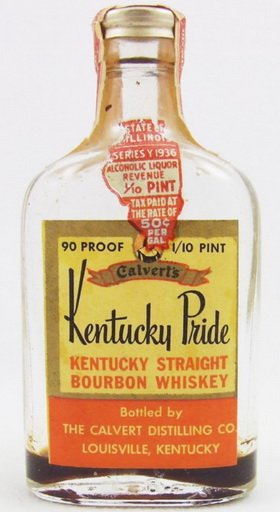 STATE OF
ILLINOIS
SERIES Y 1936
ALCOHOLIC LIQUOR
REVENUE
1/10 PINT
TAX PAID AT
THE RATE OF
50¢
PER
GAL
90 PROOF 1/10 PINT
Calvert's
Kentucky Pride
KENTUCKY STRAIGHT
BOURBON WHISKEY
Bottled by
THE CALVERT DISTILLING CO.
LOUISVILLE, KENTUCKY